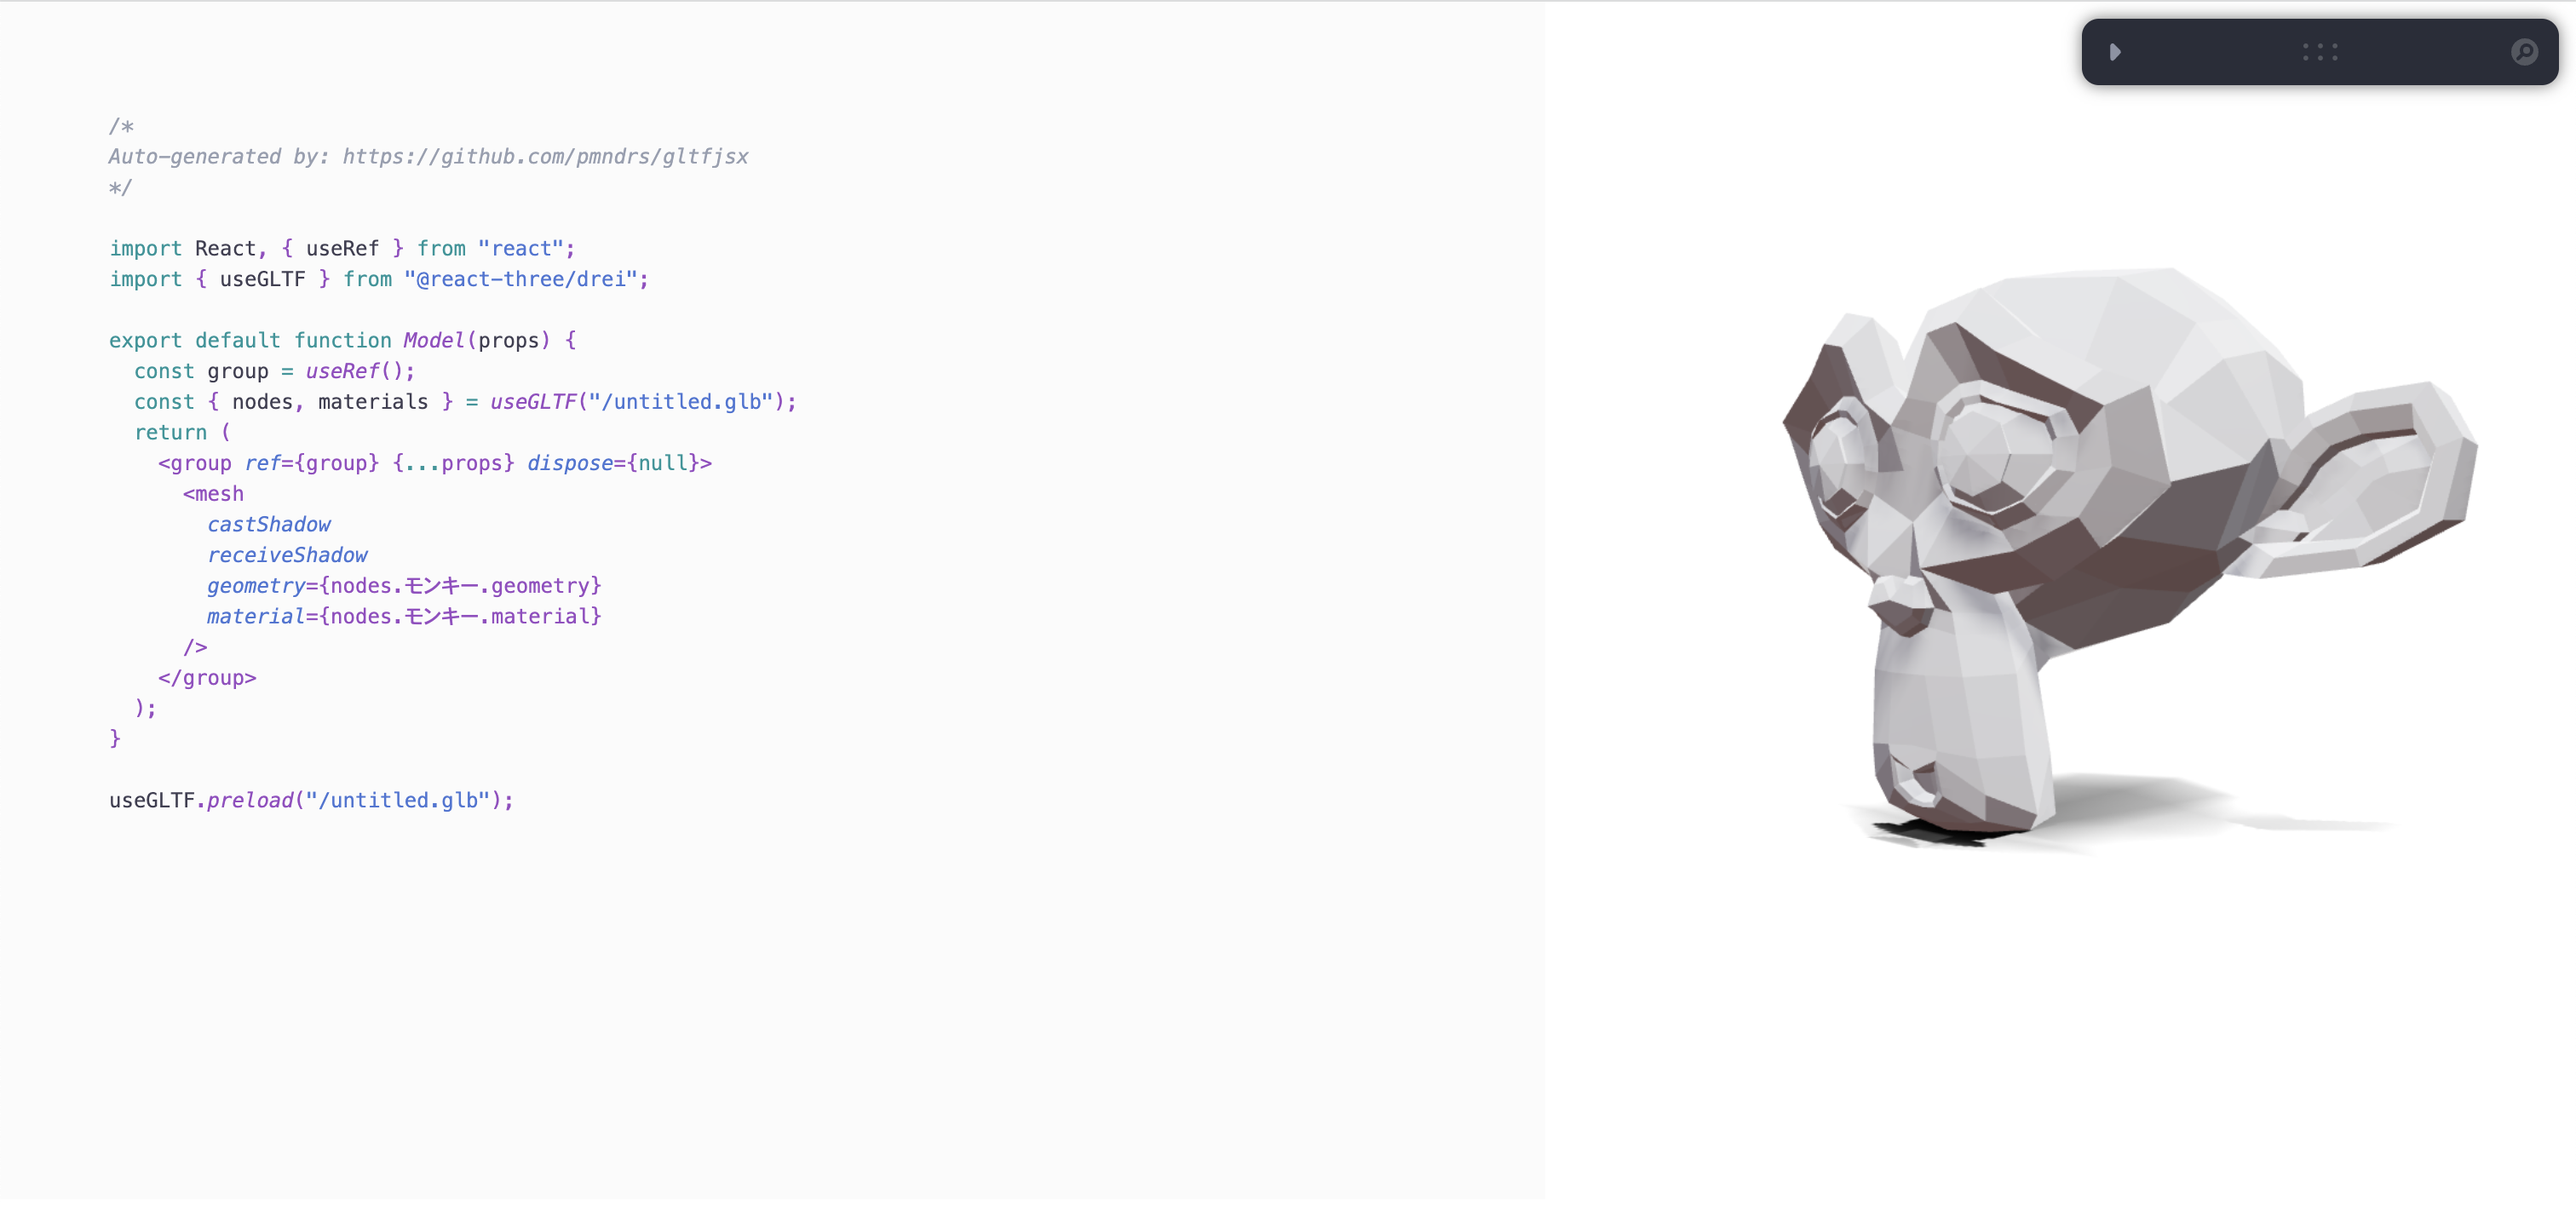 /*
Auto-generated by: https://github.com/pmndrs/gltfjsx
*/
import React, { useRef } from "react";
import { useGLTF } from "@react-three/drei";
export default function Model(props) {
const group = useRef();
const { nodes, materials } = useGLTF("/untitled.glb");
return (
<group ref={group} {...props} dispose={null}>
<mesh
castShadow
receiveShadow
geometry={nodes.モンキー.geometry}
material={nodes.モンキー.material}
/>
</group>
);
}
useGLTF.preload("/untitled.glb");